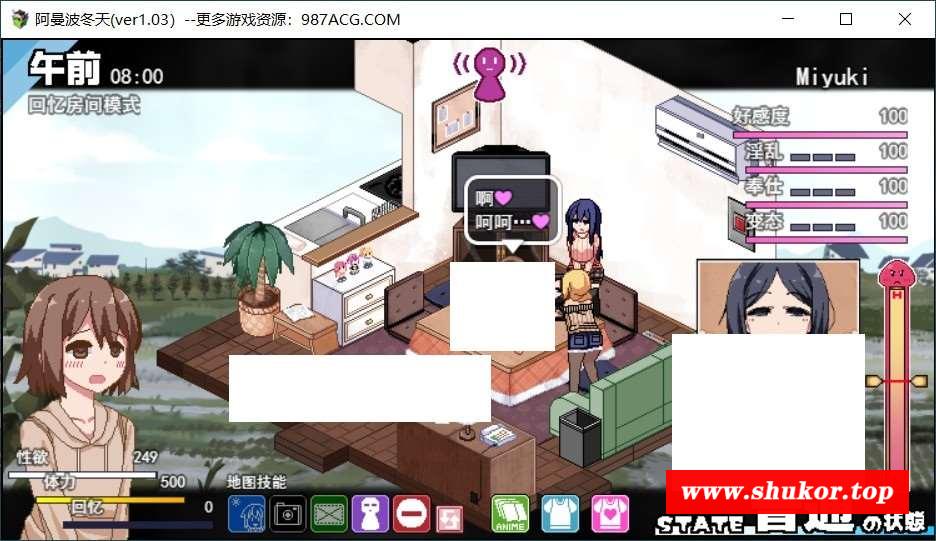 阿曼波冬天(ver1.03) --更多游戏资源：987ACG.COM
午前 08:00
回忆房间模式
Miyuki
好感度 100
淫乱 100
奉仕 100
变态 100
啊
呵呵…
H
性欲 249
体力 500
回忆 0
地图技能
ANIME
www.shukor.top
STATE 普通の状態